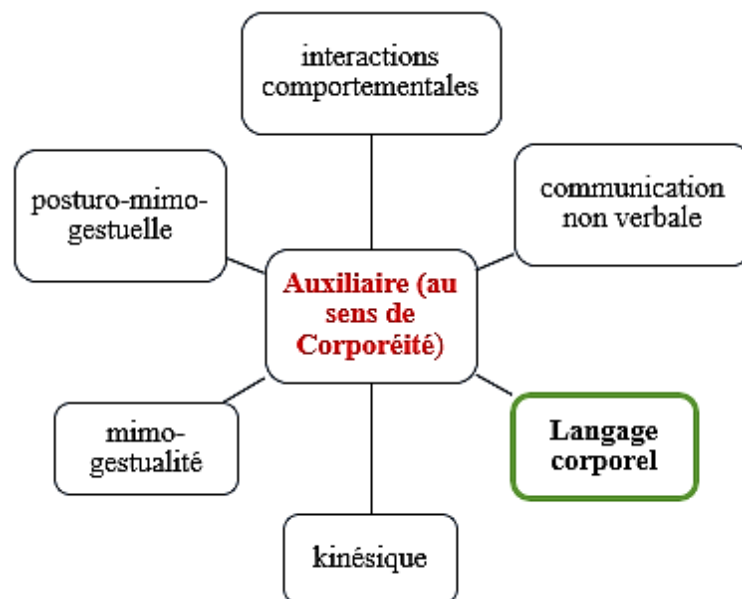 interactions
comportementales
posturo-mimo-
gestuelle
communication
non verbale
Auxiliaire (au
sens de
Corporéité)
mimo-
gestualité
Langage
corporel
kinésique